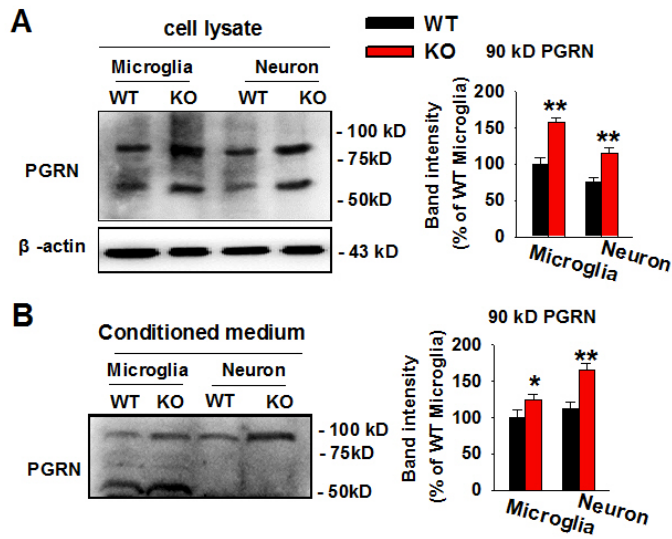 A
cell lysate
Microglia Neuron
WT KO WT KO
PGRN
- 100 kD
- 75kD
- 50kD
β -actin
- 43 kD
WT
KO
90 kD PGRN
Band intensity
(% of WT Microglia)
200
150
100
50
0
**
**
Microglia
Neuron
B
Conditioned medium
Microglia Neuron
WT KO WT KO
PGRN
- 100 kD
- 75kD
- 50kD
90 kD PGRN
Band intensity
(% of WT Microglia)
200
150
100
50
0
*
**
Microglia
Neuron